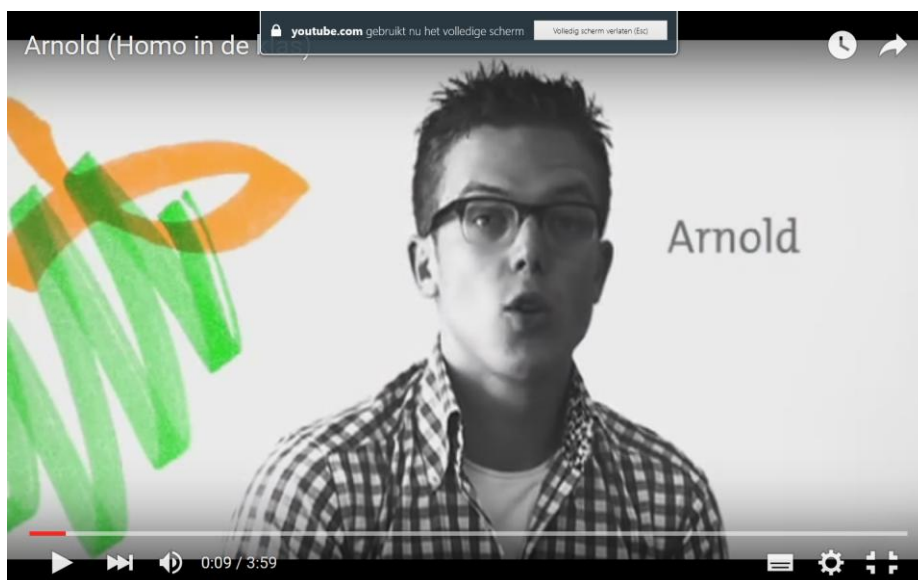 youtube.com gebruikt nu het volledige scherm
Volledig scherm verlaten (Esc)
Arnold (Homo in de klas)
Arnold
0:09 / 3:59